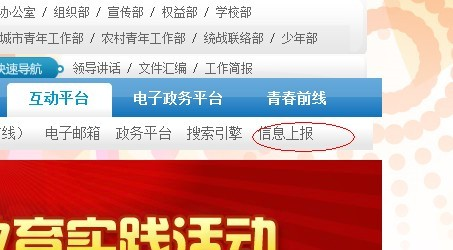 办公室 / 组织部 / 宣传部 / 权益部 / 学校部
城市青年工作部 / 农村青年工作部 / 统战联络部 / 少年部
快速导航 领导讲话 / 文件汇编 / 工作简报
互动平台 电子政务平台 青春前线
线） 电子邮箱 政务平台 搜索引擎 信息上报
教育实践活动